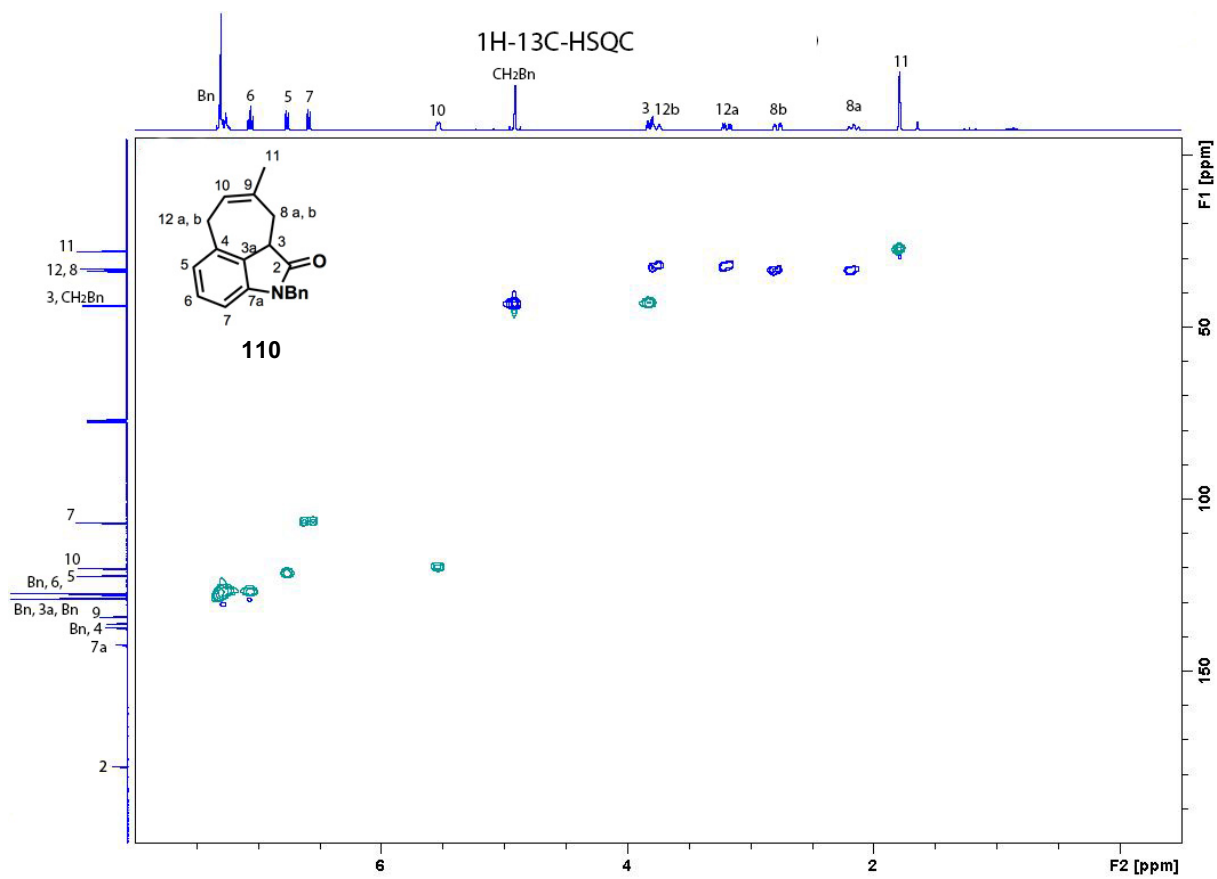 1H-13C-HSQC
Bn 6 5 7 10 CH₂Bn 3 12b 12a 8b 8a 11
11
10 9
12 a, b 8 a, b
4 3
3a
5 2 O
6 7a N Bn
7
110
11
12, 8
3, CH₂Bn
7
10
5
Bn, 6,
Bn, 3a, Bn 9
Bn, 4
7a
2
50
100
150
F1 [ppm]
6 4 2 F2 [ppm]